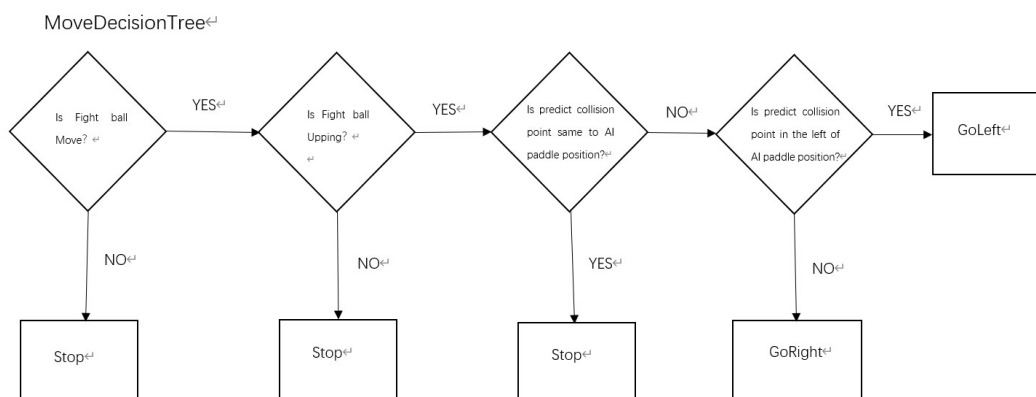 MoveDecisionTree
Is Fight ball
Move?
YES
Is Fight ball
Upping?
YES
Is predict collision
point same to AI
paddle position?
NO
Is predict collision
point in the left of
AI paddle position?
YES
GoLeft
NO
NO
YES
NO
Stop
Stop
Stop
GoRight